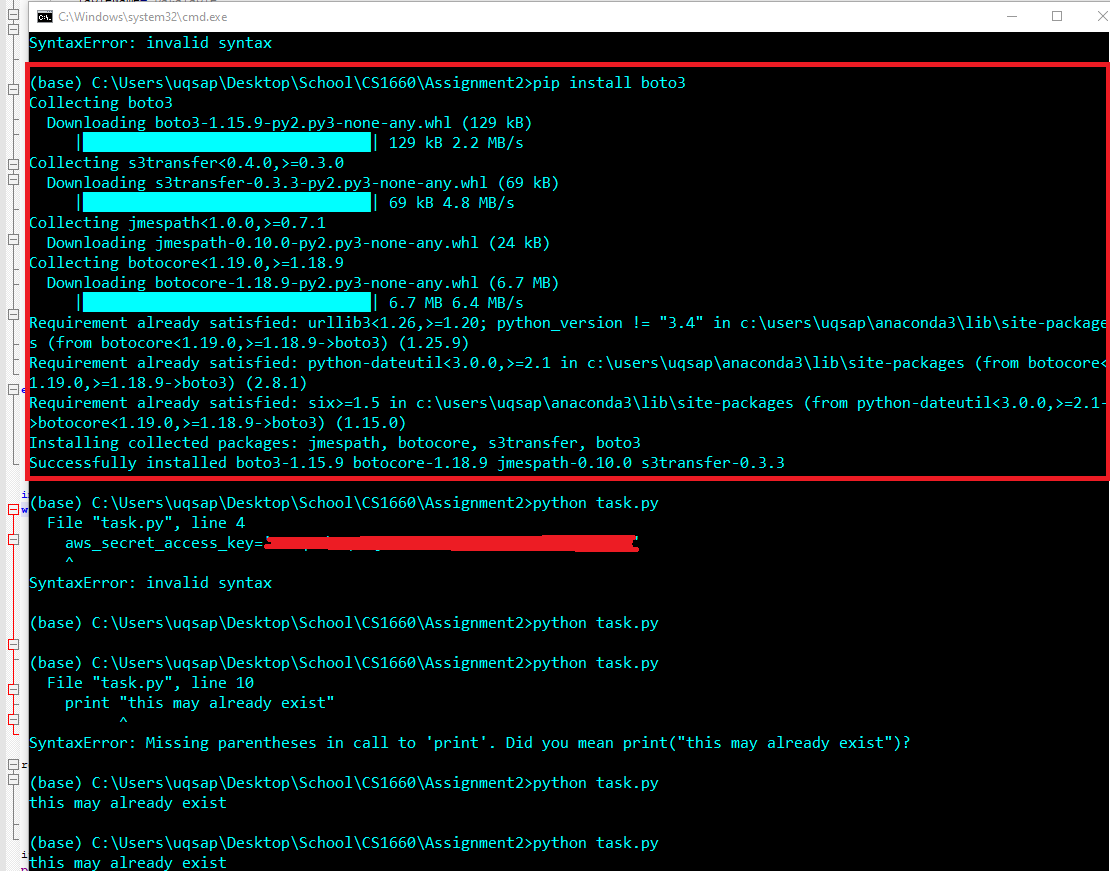 C:\Windows\system32\cmd.exe
SyntaxError: invalid syntax
(base) C:\Users\uqsap\Desktop\School\CS1660\Assignment2>pip install boto3
Collecting boto3
  Downloading boto3-1.15.9-py2.py3-none-any.whl (129 kB)
     | | 129 kB 2.2 MB/s
Collecting s3transfer<0.4.0,>=0.3.0
  Downloading s3transfer-0.3.3-py2.py3-none-any.whl (69 kB)
     | | 69 kB 4.8 MB/s
Collecting jmespath<1.0.0,>=0.7.1
  Downloading jmespath-0.10.0-py2.py3-none-any.whl (24 kB)
Collecting botocore<1.19.0,>=1.18.9
  Downloading botocore-1.18.9-py2.py3-none-any.whl (6.7 MB)
     | | 6.7 MB 6.4 MB/s
Requirement already satisfied: urllib3<1.26,>=1.20; python_version != "3.4" in c:\users\uqsap\anaconda3\lib\site-package
s (from botocore<1.19.0,>=1.18.9->boto3) (1.25.9)
Requirement already satisfied: python-dateutil<3.0.0,>=2.1 in c:\users\uqsap\anaconda3\lib\site-packages (from botocore<
1.19.0,>=1.18.9->boto3) (2.8.1)
Requirement already satisfied: six>=1.5 in c:\users\uqsap\anaconda3\lib\site-packages (from python-dateutil<3.0.0,>=2.1-
>botocore<1.19.0,>=1.18.9->boto3) (1.15.0)
Installing collected packages: jmespath, botocore, s3transfer, boto3
Successfully installed boto3-1.15.9 botocore-1.18.9 jmespath-0.10.0 s3transfer-0.3.3
(base) C:\Users\uqsap\Desktop\School\CS1660\Assignment2>python task.py
  File "task.py", line 4
    aws_secret_access_key='
    ^
SyntaxError: invalid syntax
(base) C:\Users\uqsap\Desktop\School\CS1660\Assignment2>python task.py
(base) C:\Users\uqsap\Desktop\School\CS1660\Assignment2>python task.py
  File "task.py", line 10
    print "this may already exist"
          ^
SyntaxError: Missing parentheses in call to 'print'. Did you mean print("this may already exist")?
(base) C:\Users\uqsap\Desktop\School\CS1660\Assignment2>python task.py
this may already exist
(base) C:\Users\uqsap\Desktop\School\CS1660\Assignment2>python task.py
this may already exist